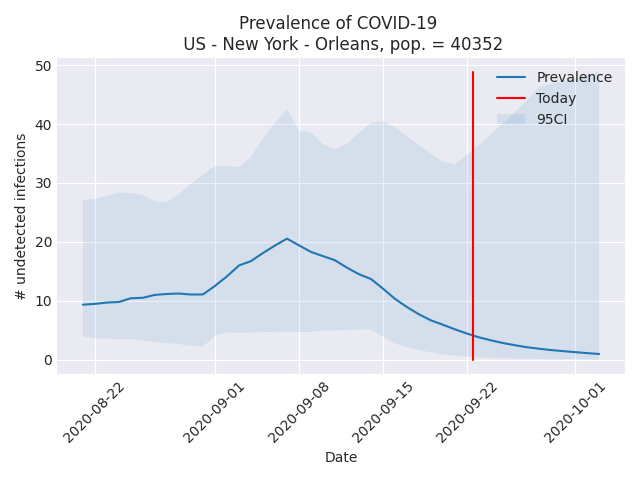 Prevalence of COVID-19
US - New York - Orleans, pop. = 40352
# undetected infections
50
40
30
20
10
0
Prevalence
Today
95CI
2020-08-22
2020-09-01
2020-09-08
2020-09-15
2020-09-22
2020-10-01
Date